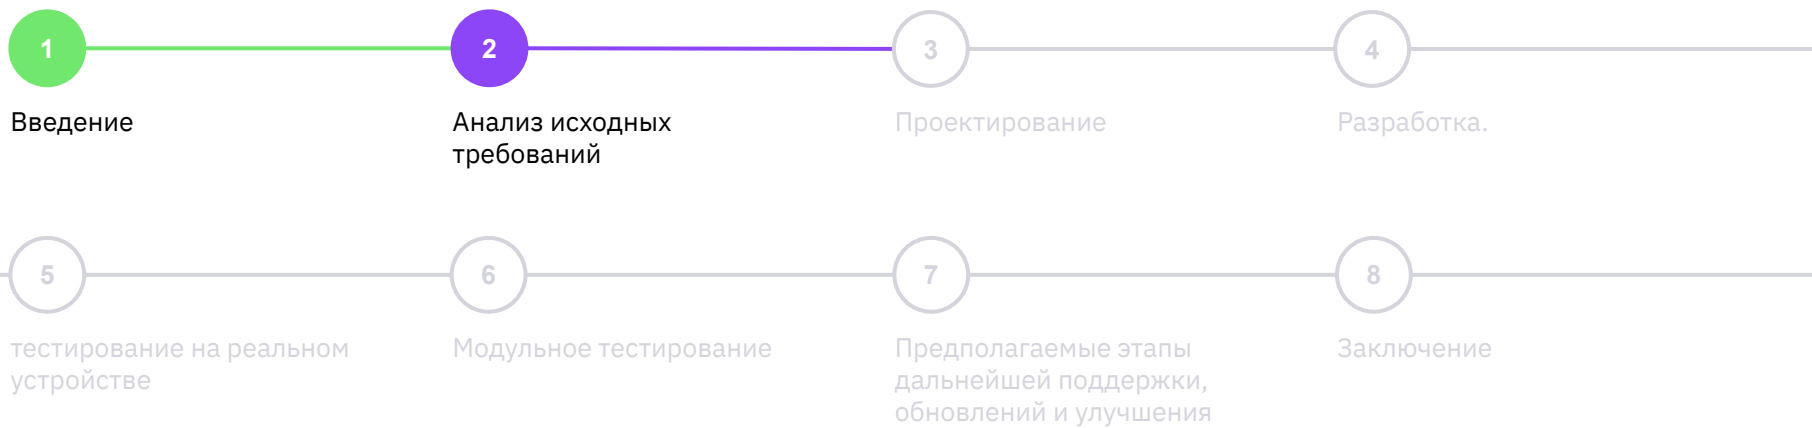 1
2
3
4
Введение
Анализ исходных
требований
Проектирование
Разработка.
5
6
7
8
тестирование на реальном
устройстве
Модульное тестирование
Предполагаемые этапы
дальнейшей поддержки,
обновлений и улучшения
Заключение